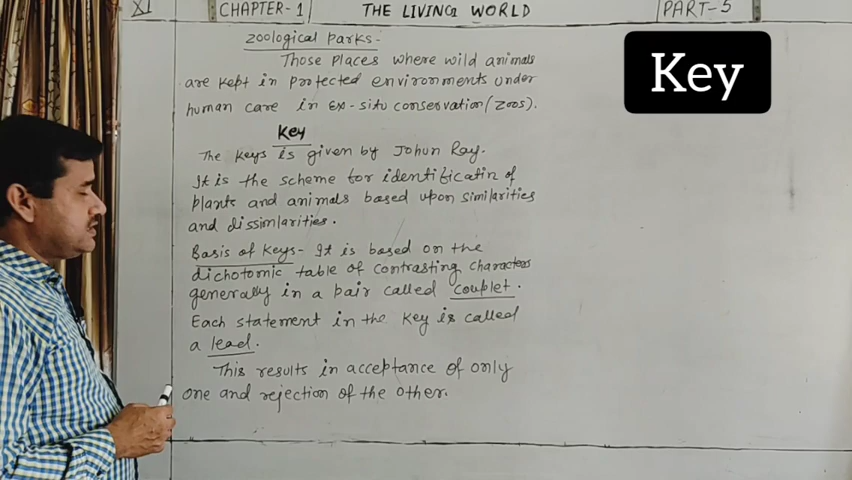 XI CHAPTER-1 THE LIVING WORLD PART-5
Key
Zoological Parks-
Those Places where wild animals
are kept in protected environments under
human care in Ex-situ conservation (Zoos).
Key
The Keys is given by Johun Ray.
It is the scheme for identificatin of
plants and animals based upon similarities
and dissimlarities.
Basis of Keys- It is based on the
dichotomic table of contrasting characters
generally in a pair called couplet.
Each statement in the Key is called
a lead.
This results in acceptance of only
one and rejection of the other.